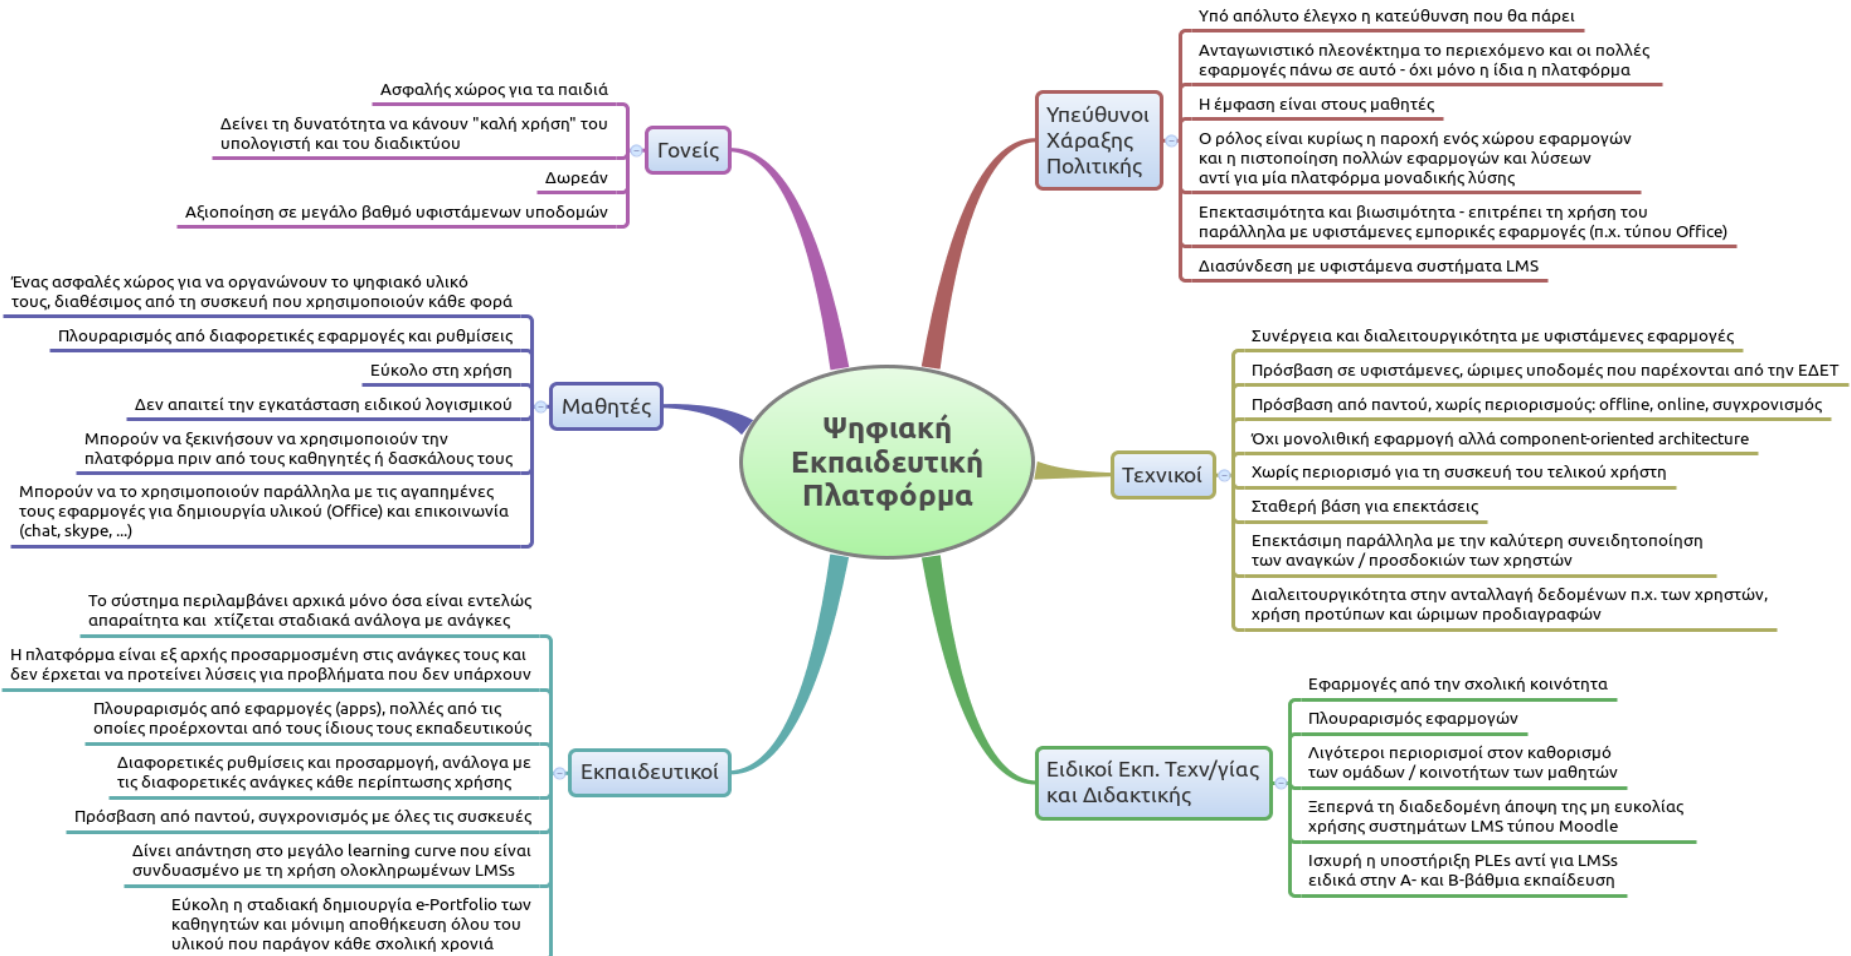 Ψηφιακή
Εκπαιδευτική
Πλατφόρμα
Γονείς
Ασφαλής χώρος για τα παιδιά
Δείνει τη δυνατότητα να κάνουν "καλή χρήση" του
υπολογιστή και του διαδικτύου
Δωρεάν
Αξιοποίηση σε μεγάλο βαθμό υφιστάμενων υποδομών
Μαθητές
Ένας ασφαλές χώρος για να οργανώνουν το ψηφιακό υλικό
τους, διαθέσιμος από τη συσκευή που χρησιμοποιούν κάθε φορά
Πλουραρισμός από διαφορετικές εφαρμογές και ρυθμίσεις
Εύκολο στη χρήση
Δεν απαιτεί την εγκατάσταση ειδικού λογισμικού
Μπορούν να ξεκινήσουν να χρησιμοποιούν την
πλατφόρμα πριν από τους καθηγητές ή δασκάλους τους
Μπορούν να το χρησιμοποιούν παράλληλα με τις αγαπημένες
τους εφαρμογές για δημιουργία υλικού (Office) και επικοινωνία
(chat, skype, ...)
Εκπαιδευτικοί
Το σύστημα περιλαμβάνει αρχικά μόνο όσα είναι εντελώς
απαραίτητα και χτίζεται σταδιακά ανάλογα με ανάγκες
Η πλατφόρμα είναι εξ αρχής προσαρμοσμένη στις ανάγκες τους και
δεν έρχεται να προτείνει λύσεις για προβλήματα που δεν υπάρχουν
Πλουραρισμός από εφαρμογές (apps), πολλές από τις
οποίες προέρχονται από τους ίδιους τους εκπαδευτικούς
Διαφορετικές ρυθμίσεις και προσαρμογή, ανάλογα με
τις διαφορετικές ανάγκες κάθε περίπτωσης χρήσης
Πρόσβαση από παντού, συγχρονισμός με όλες τις συσκευές
Δίνει απάντηση στο μεγάλο learning curve που είναι
συνδυασμένο με τη χρήση ολοκληρωμένων LMSs
Εύκολη η σταδιακή δημιουργία e-Portfolio των
καθηγητών και μόνιμη αποθήκευση όλου του
υλικού που παράγον κάθε σχολική χρονιά
Υπεύθυνοι
Χάραξης
Πολιτικής
Υπό απόλυτο έλεγχο η κατεύθυνση που θα πάρει
Ανταγωνιστικό πλεονέκτημα το περιεχόμενο και οι πολλές
εφαρμογές πάνω σε αυτό - όχι μόνο η ίδια η πλατφόρμα
Η έμφαση είναι στους μαθητές
Ο ρόλος είναι κυρίως η παροχή ενός χώρου εφαρμογών
και η πιστοποίηση πολλών εφαρμογών και λύσεων
αντί για μία πλατφόρμα μοναδικής λύσης
Επεκτασιμότητα και βιωσιμότητα - επιτρέπει τη χρήση του
παράλληλα με υφιστάμενες εμπορικές εφαρμογές (π.χ. τύπου Office)
Διασύνδεση με υφιστάμενα συστήματα LMS
Τεχνικοί
Συνέργεια και διαλειτουργικότητα με υφιστάμενες εφαρμογές
Πρόσβαση σε υφιστάμενες, ώριμες υποδομές που παρέχονται από την ΕΔΕΤ
Πρόσβαση από παντού, χωρίς περιορισμούς: offline, online, συγχρονισμός
Όχι μονολιθική εφαρμογή αλλά component-oriented architecture
Χωρίς περιορισμό για τη συσκευή του τελικού χρήστη
Σταθερή βάση για επεκτάσεις
Επεκτάσιμη παράλληλα με την καλύτερη συνειδητοποίηση
των αναγκών / προσδοκιών των χρηστών
Διαλειτουργικότητα στην ανταλλαγή δεδομένων π.χ. των χρηστών,
χρήση προτύπων και ώριμων προδιαγραφών
Ειδικοί Εκπ. Τεχν/γίας
και Διδακτικής
Εφαρμογές από την σχολική κοινότητα
Πλουραρισμός εφαρμογών
Λιγότεροι περιορισμοί στον καθορισμό
των ομάδων / κοινοτήτων των μαθητών
Ξεπερνά τη διαδεδομένη άποψη της μη ευκολίας
χρήσης συστημάτων LMS τύπου Moodle
Ισχυρή η υποστήριξη PLEs αντί για LMSs
ειδικά στην Α- και Β-βάθμια εκπαίδευση